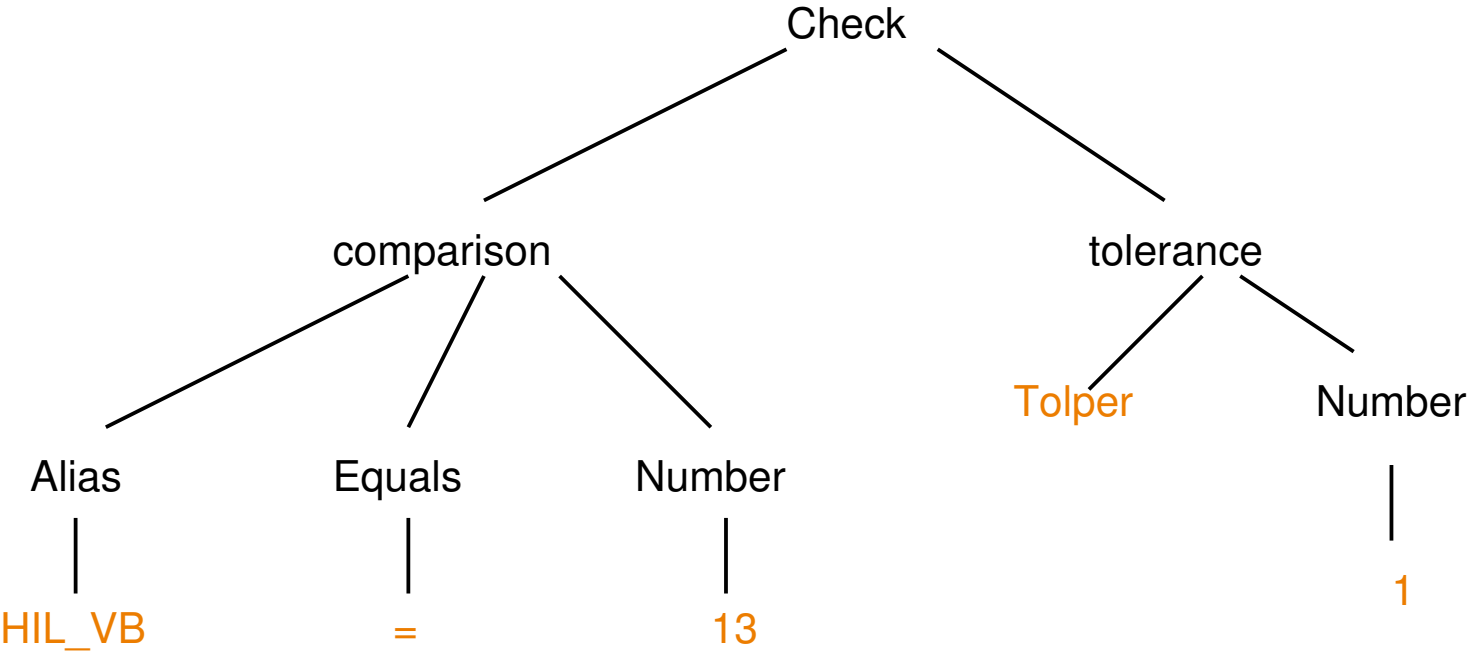 Check
comparison
tolerance
Tolper
Number
Alias
Equals
Number
1
HIL_VB
=
13